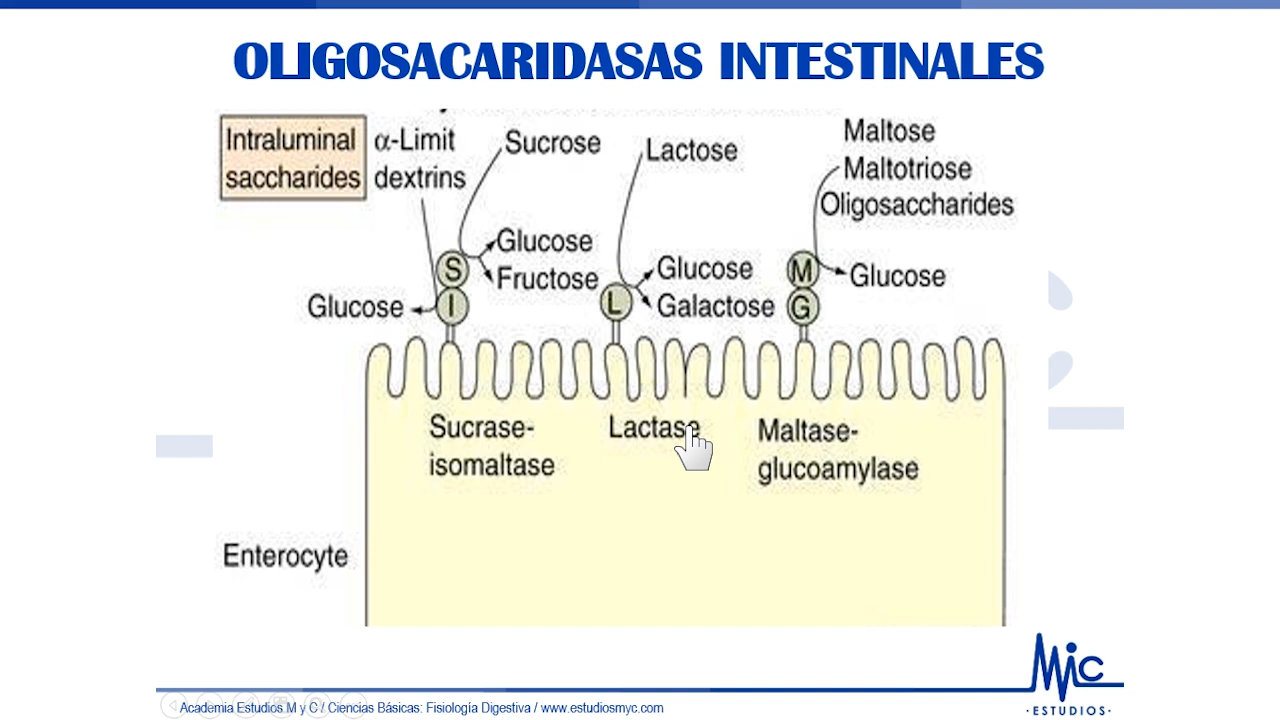 OLIGOSACARIDASAS INTESTINALES
Intraluminal
saccharides
α-Limit
dextrins
Sucrose
Lactose
Maltose
Maltotriose
Oligosaccharides
Glucose
Fructose
Glucose
Galactose
Glucose
Glucose
S
I
L
M
G
Sucrase-
isomaltase
Lactase
Maltase-
glucoamylase
Enterocyte
Mic
·ESTUDIOS·
Academia Estudios M y C / Ciencias Básicas: Fisiología Digestiva / www.estudiosmyc.com